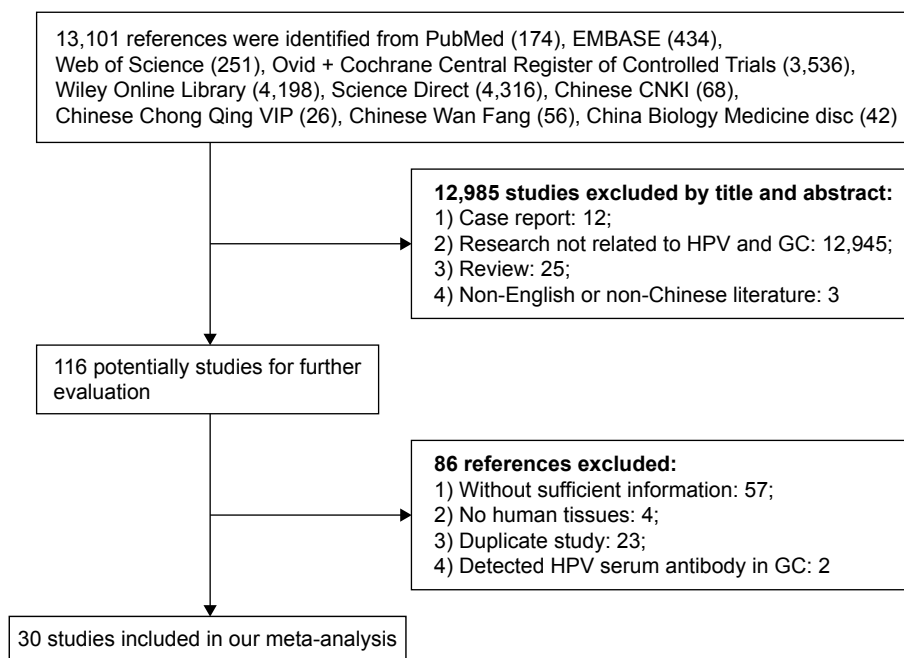 13,101 references were identified from PubMed (174), EMBASE (434),
Web of Science (251), Ovid + Cochrane Central Register of Controlled Trials (3,536),
Wiley Online Library (4,198), Science Direct (4,316), Chinese CNKI (68),
Chinese Chong Qing VIP (26), Chinese Wan Fang (56), China Biology Medicine disc (42)
12,985 studies excluded by title and abstract:
1) Case report: 12;
2) Research not related to HPV and GC: 12,945;
3) Review: 25;
4) Non-English or non-Chinese literature: 3
116 potentially studies for further
evaluation
86 references excluded:
1) Without sufficient information: 57;
2) No human tissues: 4;
3) Duplicate study: 23;
4) Detected HPV serum antibody in GC: 2
30 studies included in our meta-analysis